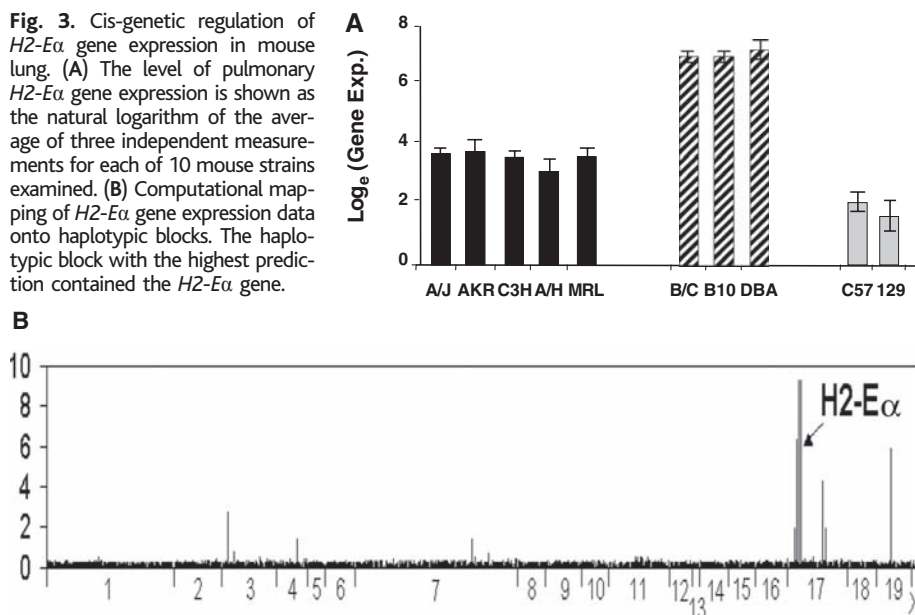 Fig. 3. Cis-genetic regulation of
H2-Eα gene expression in mouse
lung. (A) The level of pulmonary
H2-Eα gene expression is shown as
the natural logarithm of the aver-
age of three independent measure-
ments for each of 10 mouse strains
examined. (B) Computational map-
ping of H2-Eα gene expression data
onto haplotypic blocks. The haplo-
typic block with the highest predic-
tion contained the H2-Eα gene.
A
Logₑ (Gene Exp.)
8
6
4
2
0
A/J AKR C3H A/H MRL B/C B10 DBA C57 129
B
10
8
6
4
2
0
H2-Eα
1 2 3 4 5 6 7 8 9 10 11 12 13 14 15 16 17 18 19 X